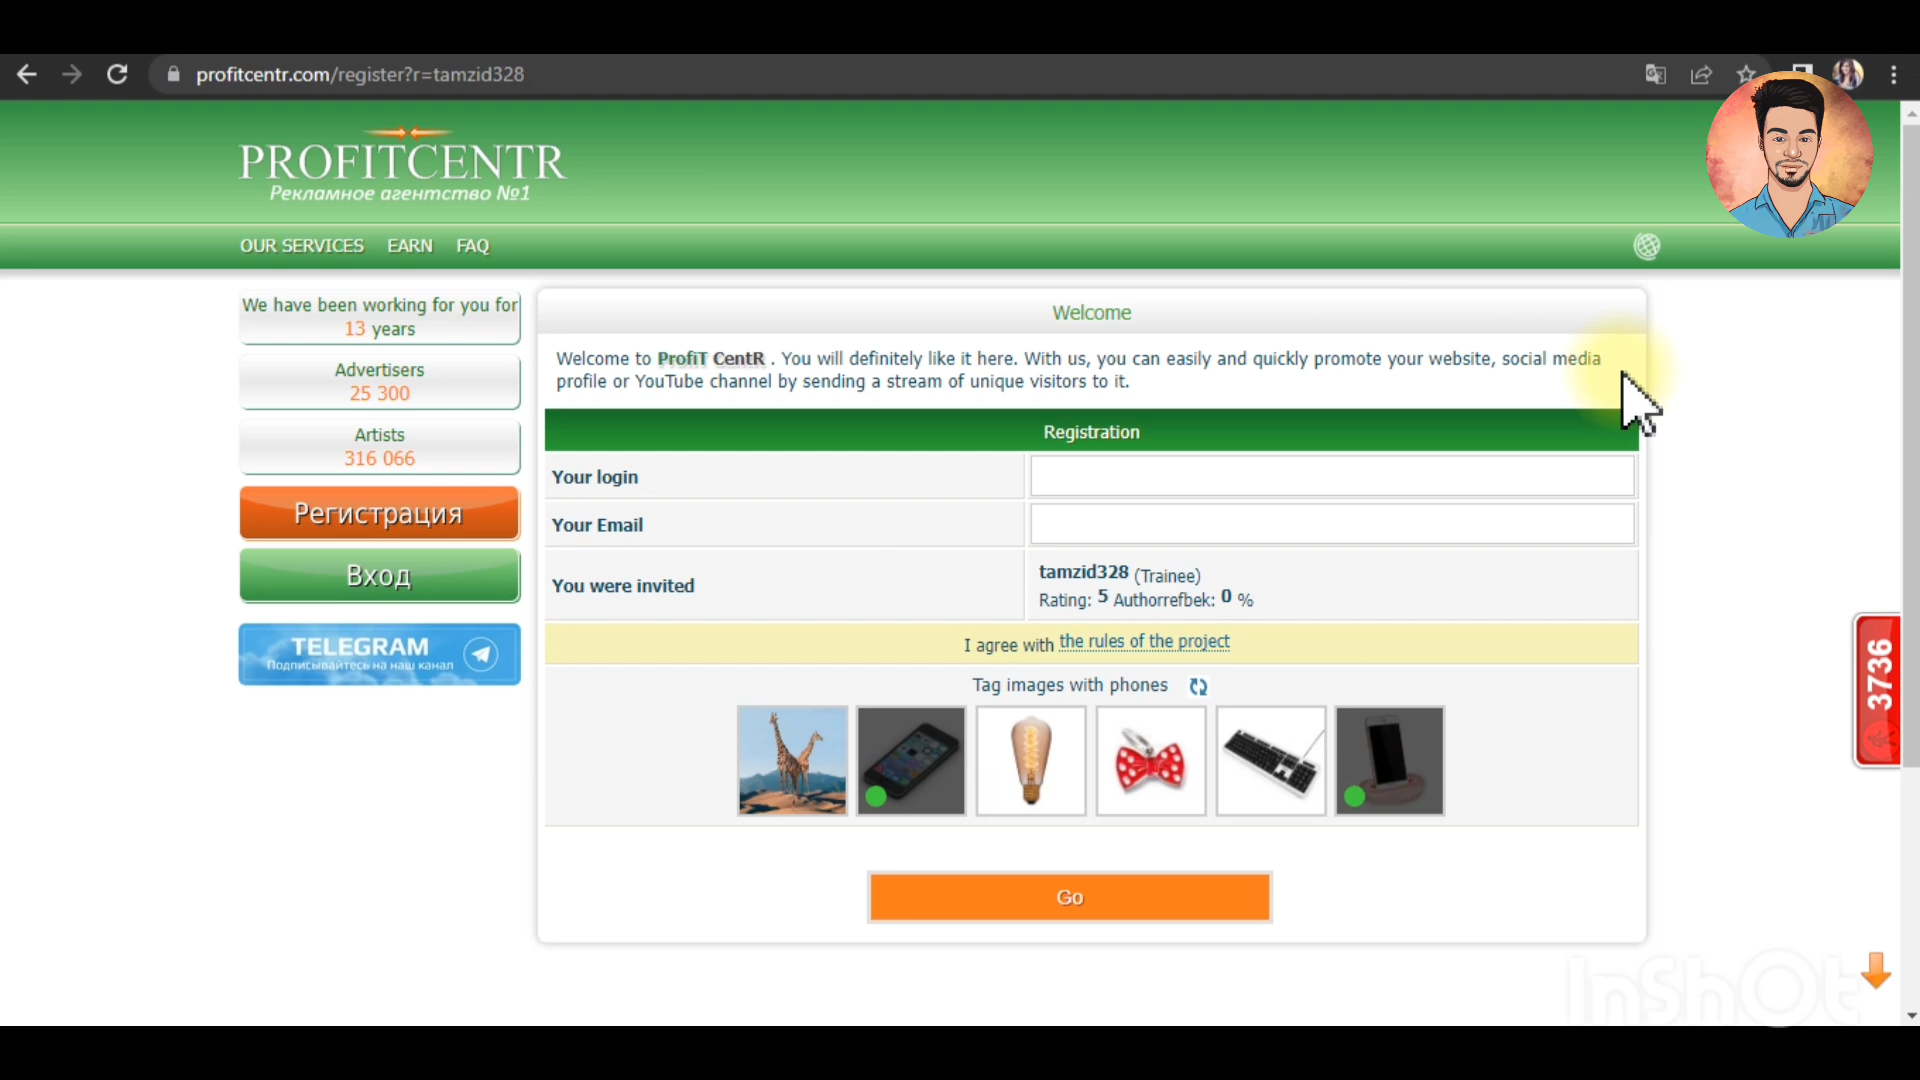 profitcentr.com/register?r=tamzid328
PROFITCENTR
Рекламное агентство №1
OUR SERVICES EARN FAQ
We have been working for you for
13 years
Advertisers
25 300
Artists
316 066
Регистрация
Вход
TELEGRAM
Подписывайтесь на наш канал
Welcome
Welcome to ProfiT CentR . You will definitely like it here. With us, you can easily and quickly promote your website, social media
profile or YouTube channel by sending a stream of unique visitors to it.
Registration
Your login
Your Email
You were invited
tamzid328 (Trainee)
Rating: 5 Authorrefbek: 0 %
I agree with the rules of the project
Tag images with phones
Go
3736
InShOt